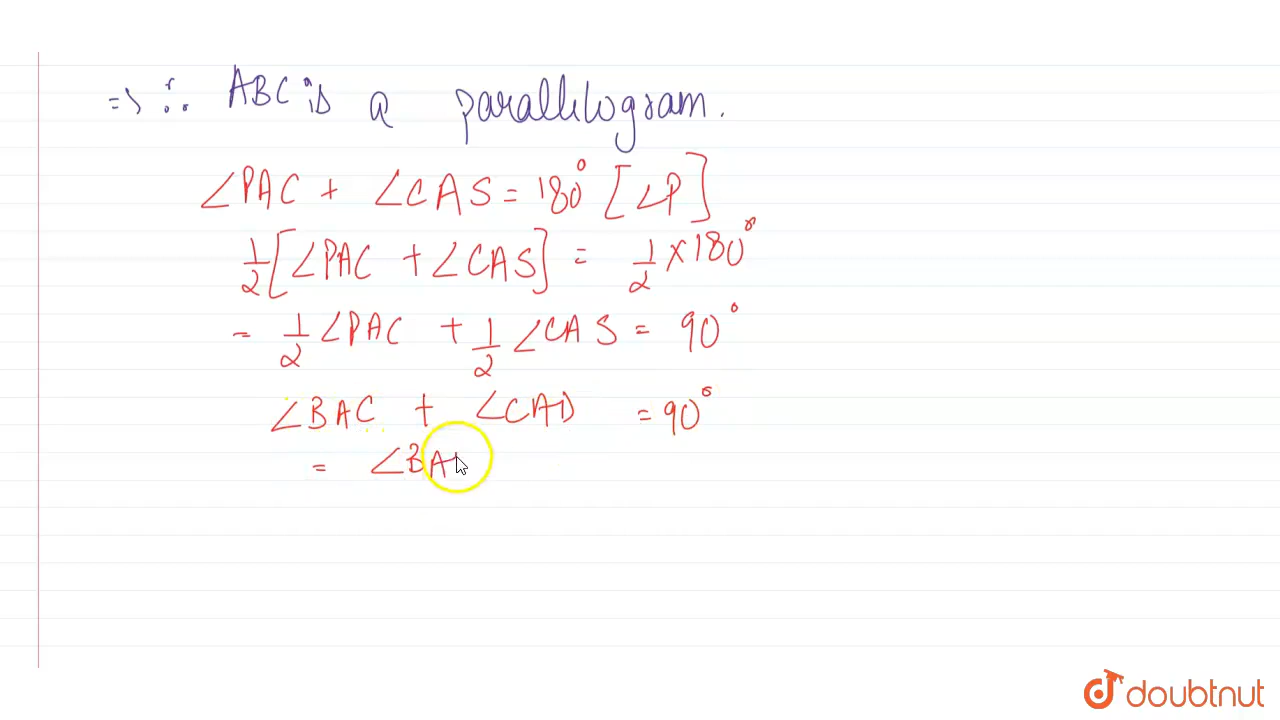 => ∴ ABC is a parallilogram.
∠PAC + ∠CAS = 180° [∠P]
1/2 [∠PAC + ∠CAS] = 1/2 × 180°
= 1/2 ∠PAC + 1/2 ∠CAS = 90°
∠BAC + ∠CAD = 90°
= ∠BA
doubtnut